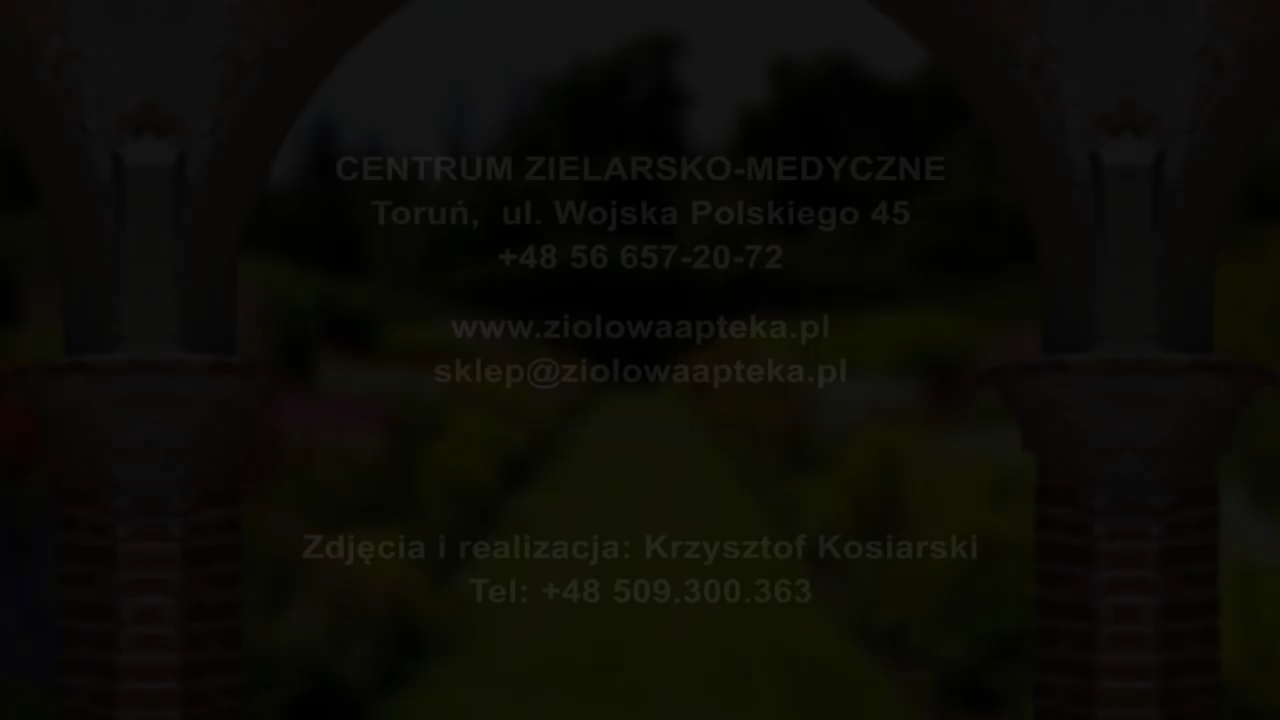 CENTRUM ZIELARSKO-MEDYCZNE
Toruń, ul. Wojska Polskiego 45
+48 56 657-20-72
www.ziolowaapteka.pl
sklep@ziolowaapteka.pl
Zdjęcia i realizacja: Krzysztof Kosiarski
Tel: +48 509.300.363